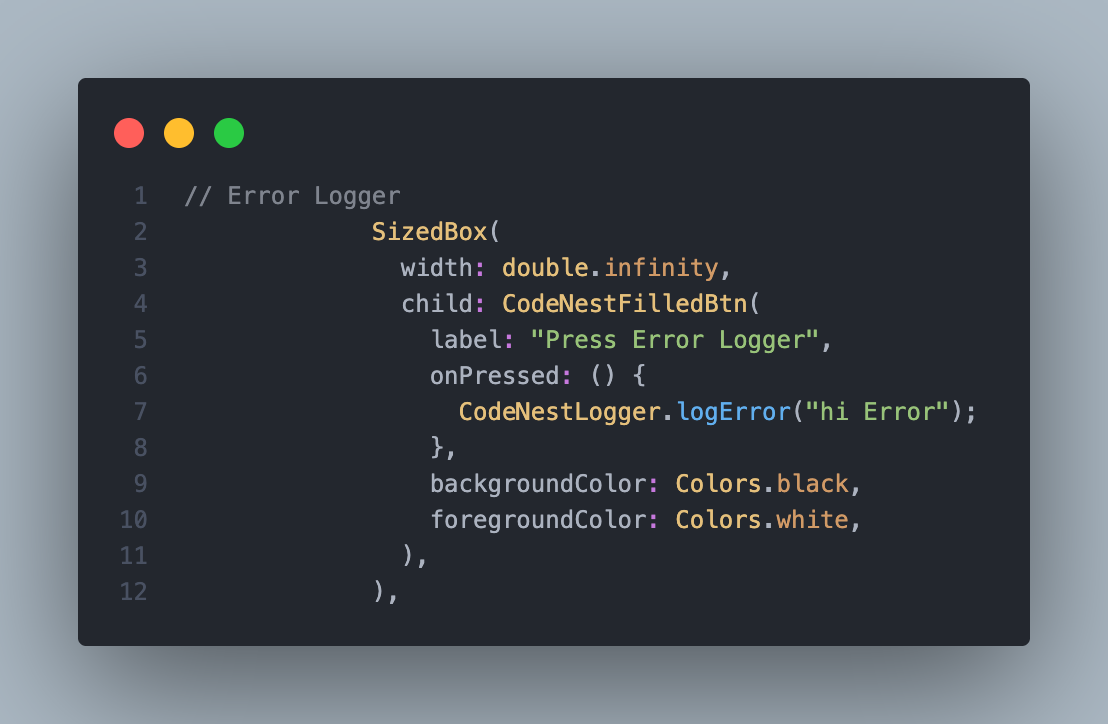 1 // Error Logger
2 SizedBox(
3 width: double.infinity,
4 child: CodeNestFilledBtn(
5 label: "Press Error Logger",
6 onPressed: () {
7 CodeNestLogger.logError("hi Error");
8 },
9 backgroundColor: Colors.black,
10 foregroundColor: Colors.white,
11 ),
12 ),